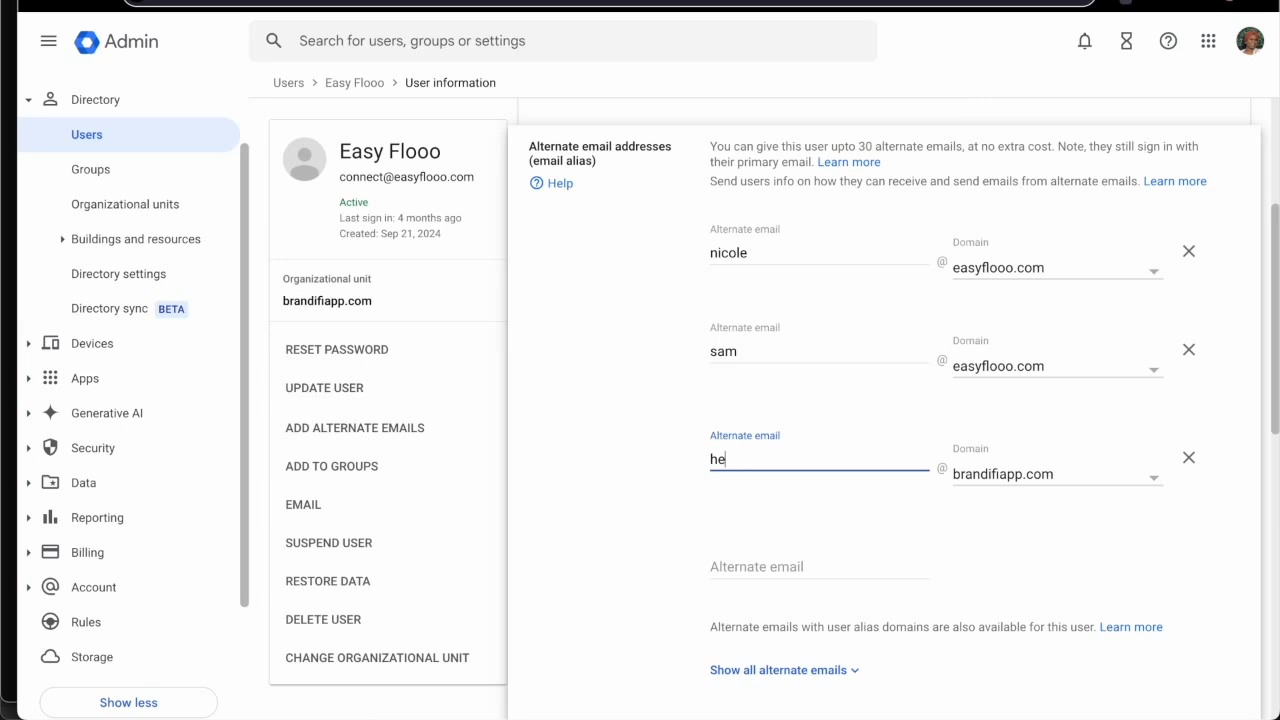 Admin
Search for users, groups or settings
Users > Easy Flooo > User information
Directory
Users
Groups
Organizational units
Buildings and resources
Directory settings
Directory sync BETA
Devices
Apps
Generative AI
Security
Data
Reporting
Billing
Account
Rules
Storage
Show less
Easy Flooo
connect@easyflooo.com
Active
Last sign in: 4 months ago
Created: Sep 21, 2024
Organizational unit
brandifiapp.com
RESET PASSWORD
UPDATE USER
ADD ALTERNATE EMAILS
ADD TO GROUPS
EMAIL
SUSPEND USER
RESTORE DATA
DELETE USER
CHANGE ORGANIZATIONAL UNIT
Alternate email addresses
(email alias)
Help
You can give this user upto 30 alternate emails, at no extra cost. Note, they still sign in with
their primary email. Learn more
Send users info on how they can receive and send emails from alternate emails. Learn more
Alternate email
nicole
@
Domain
easyflooo.com
Alternate email
sam
@
Domain
easyflooo.com
Alternate email
he
@
Domain
brandifiapp.com
Alternate email
Alternate emails with user alias domains are also available for this user. Learn more
Show all alternate emails